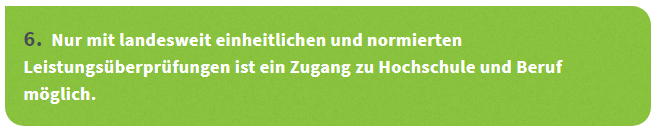 6. Nur mit landesweit einheitlichen und normierten
Leistungsüberprüfungen ist ein Zugang zu Hochschule und Beruf
möglich.